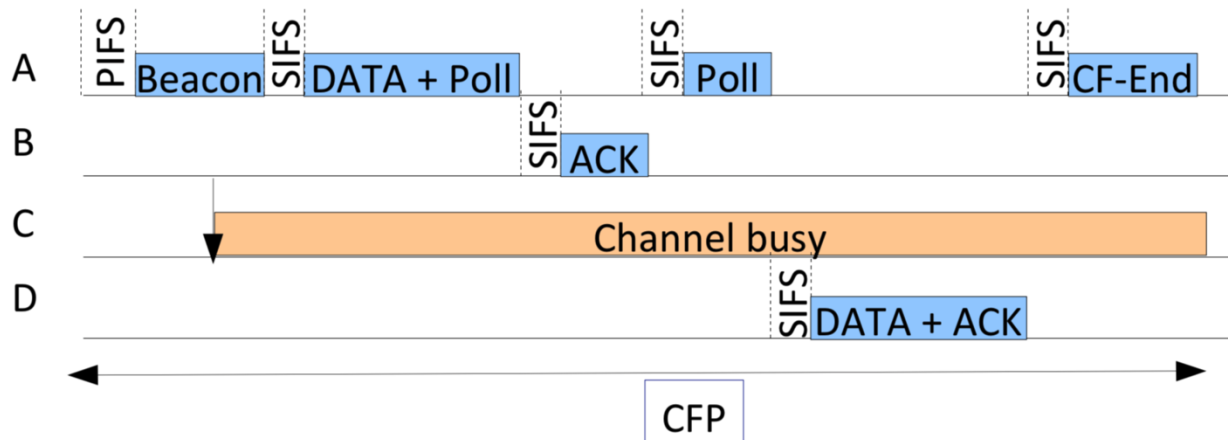 A PIFS Beacon SIFS DATA + Poll SIFS Poll SIFS CF-End
B SIFS ACK
C Channel busy
D SIFS DATA + ACK
CFP